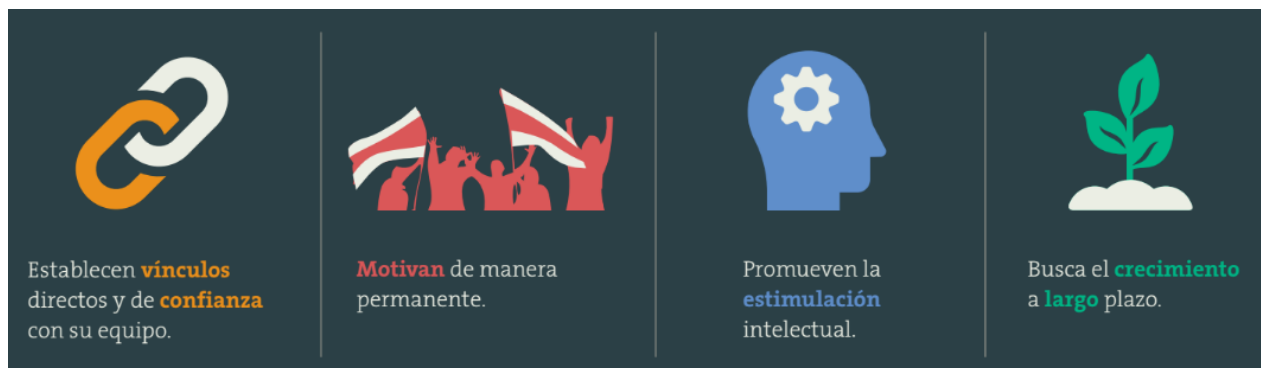 Establecen vínculos
directos y de confianza
con su equipo.
Motivan de manera
permanente.
Promueven la
estimulación
intelectual.
Busca el crecimiento
a largo plazo.